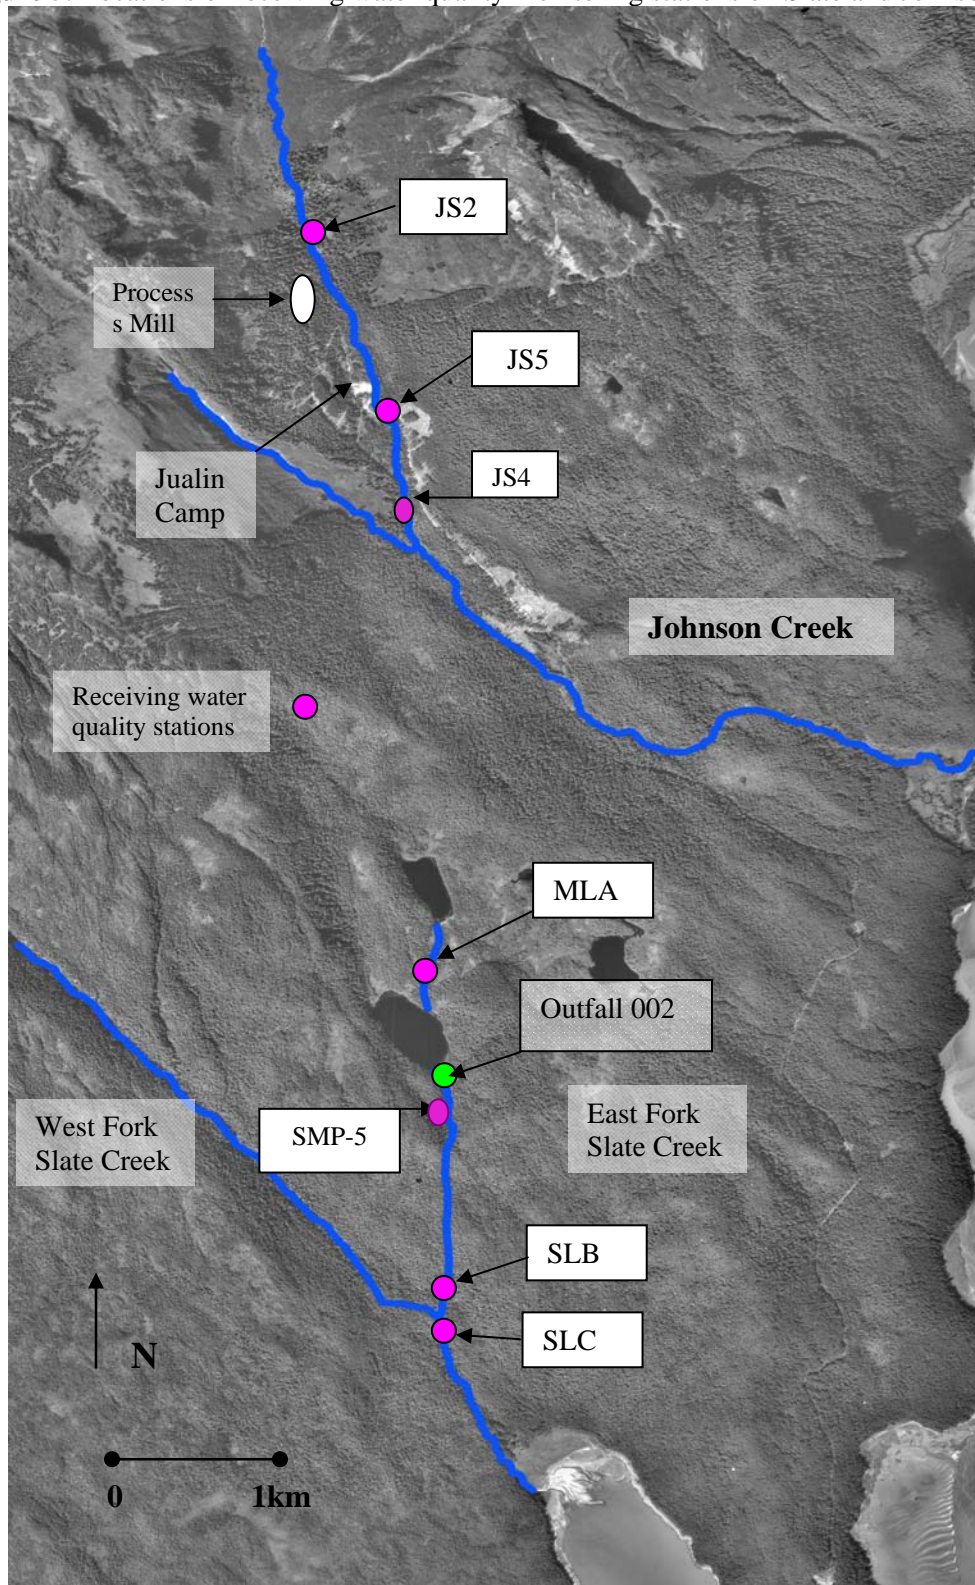 JS2
Process
s Mill
JS5
JS4
Jualin
Camp
Johnson Creek
Receiving water
quality stations
MLA
Outfall 002
SMP-5
East Fork
Slate Creek
West Fork
Slate Creek
SLB
SLC
N
0
1km